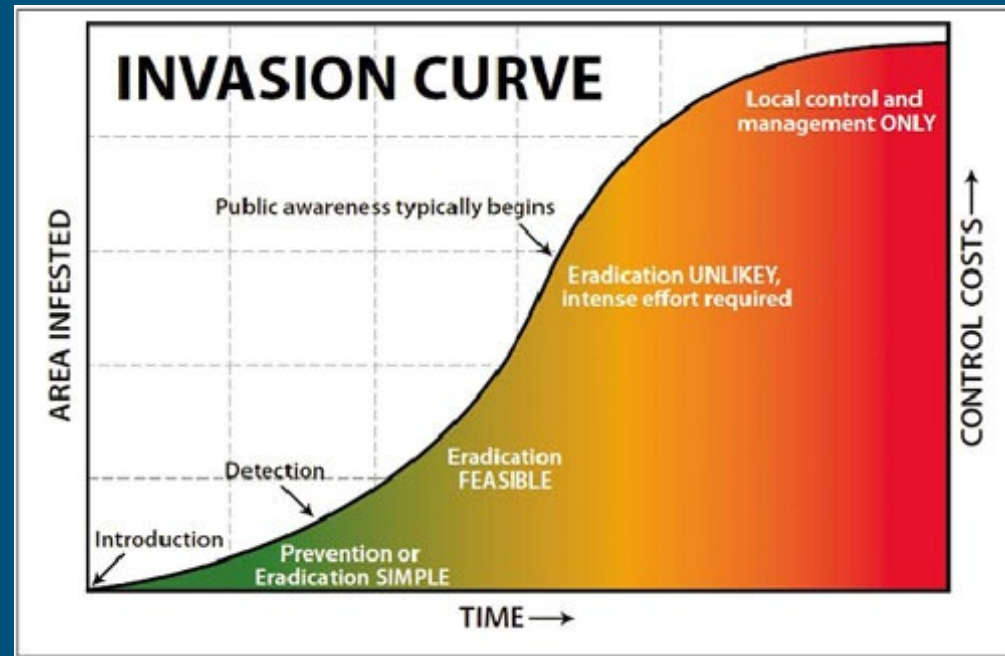 INVASION CURVE
Local control and
management ONLY
Public awareness typically begins
Eradication UNLIKEY,
intense effort required
Eradication
FEASIBLE
Detection
Introduction
Prevention or
Eradication SIMPLE
AREA INFESTED
CONTROL COSTS→
TIME→